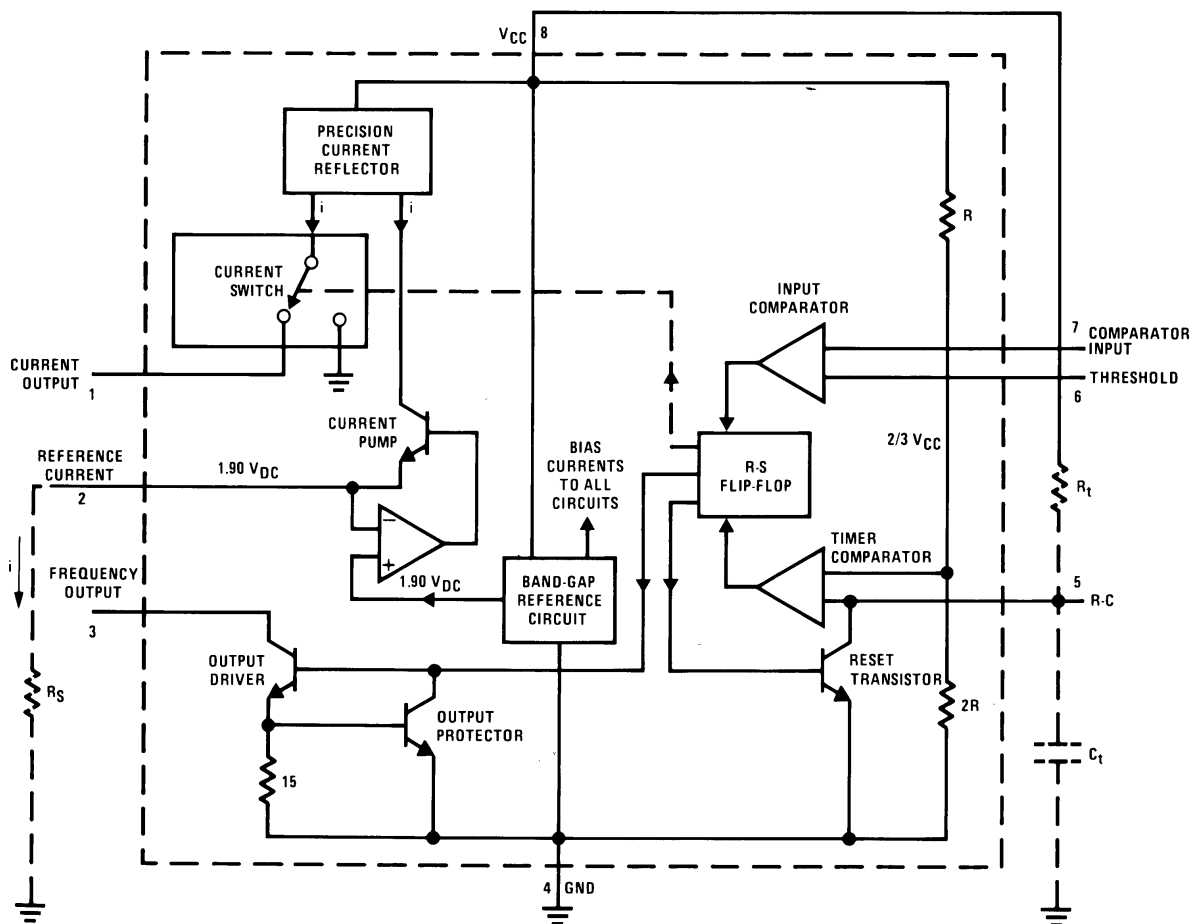 VCC 8
PRECISION
CURRENT
REFLECTOR
i i
R
CURRENT
SWITCH
INPUT
COMPARATOR
7 COMPARATOR
INPUT
CURRENT
OUTPUT
1
THRESHOLD
6
CURRENT
PUMP
2/3 VCC
BIAS
CURRENTS
TO ALL
CIRCUITS
R-S
FLIP-FLOP
REFERENCE
CURRENT
2
1.90 VDC
Rt
−
+
TIMER
COMPARATOR
i
FREQUENCY
OUTPUT
3
1.90 VDC
BAND-GAP
REFERENCE
CIRCUIT
5
R-C
OUTPUT
DRIVER
RESET
TRANSISTOR
RS
2R
OUTPUT
PROTECTOR
15
Ct
4 GND